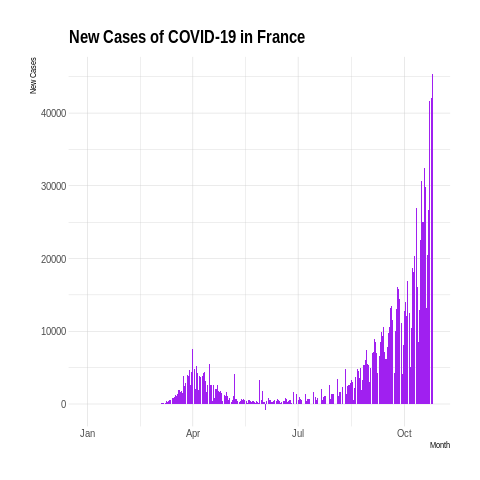 New Cases of COVID-19 in France
New Cases
40000
30000
20000
10000
0
Jan Apr Jul Oct
Month